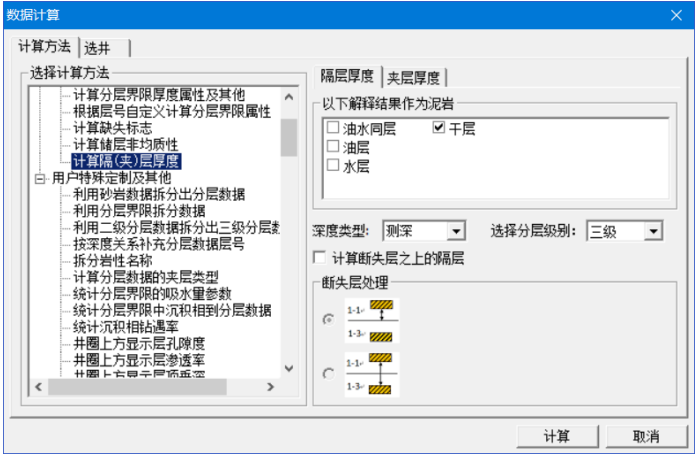 数据计算
计算方法 选井
选择计算方法
计算分层界限厚度属性及其他
根据层号自定义计算分层界限属性
计算缺失标志
计算储层非均质性
计算隔(夹)层厚度
用户特殊定制及其他
利用砂岩数据拆分出分层数据
利用分层界限拆分数据
利用二级分层数据拆分出三级分层数
按深度关系补充分层数据层号
拆分岩性名称
计算分层数据的夹层类型
统计分层界限的吸水量参数
统计分层界限中沉积相到分层数据
统计沉积相钻遇率
井圈上方显示层孔隙度
井圈上方显示层渗透率
井圈上方显示层顶垂深
隔层厚度 夹层厚度
以下解释结果作为泥岩
油水同层 干层
油层
水层
深度类型: 测深 选择分层级别: 三级
计算断失层之上的隔层
断失层处理
1-1
1-3
1-1
1-3
计算 取消